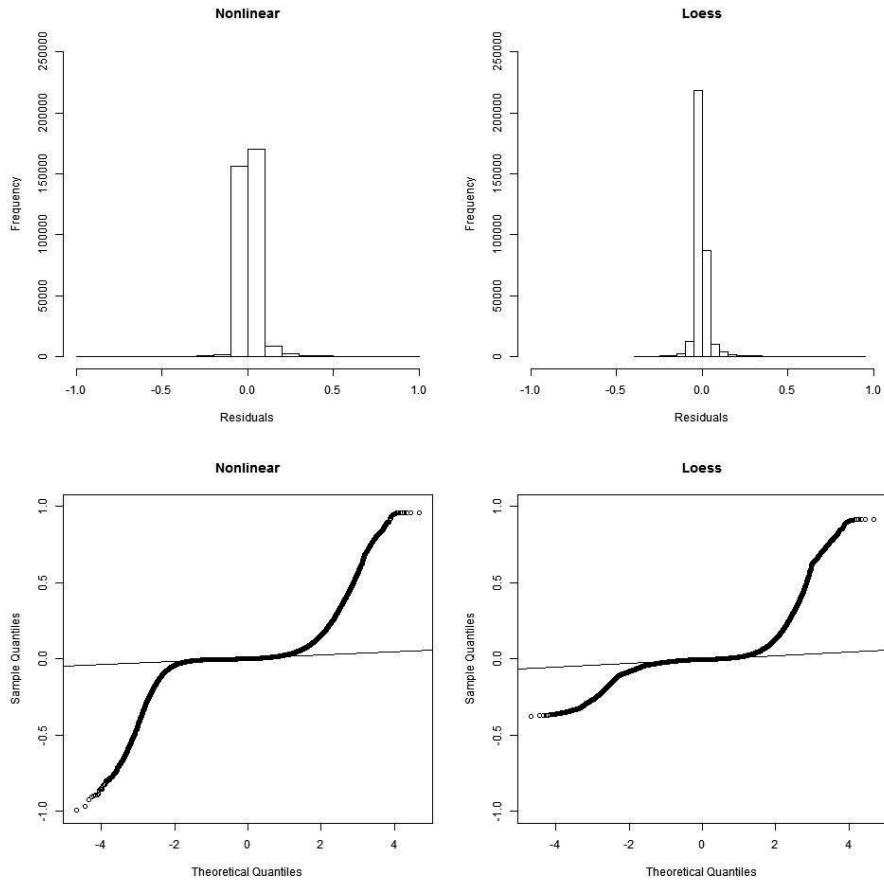 Nonlinear
Loess
Frequency
0 50000 100000 150000 200000 250000
-1.0 -0.5 0.0 0.5 1.0
Residuals
Frequency
0 50000 100000 150000 200000 250000
-1.0 -0.5 0.0 0.5 1.0
Residuals
Nonlinear
Loess
Sample Quantiles
-1.0 -0.5 0.0 0.5 1.0
-4 -2 0 2 4
Theoretical Quantiles
Sample Quantiles
-1.0 -0.5 0.0 0.5 1.0
-4 -2 0 2 4
Theoretical Quantiles